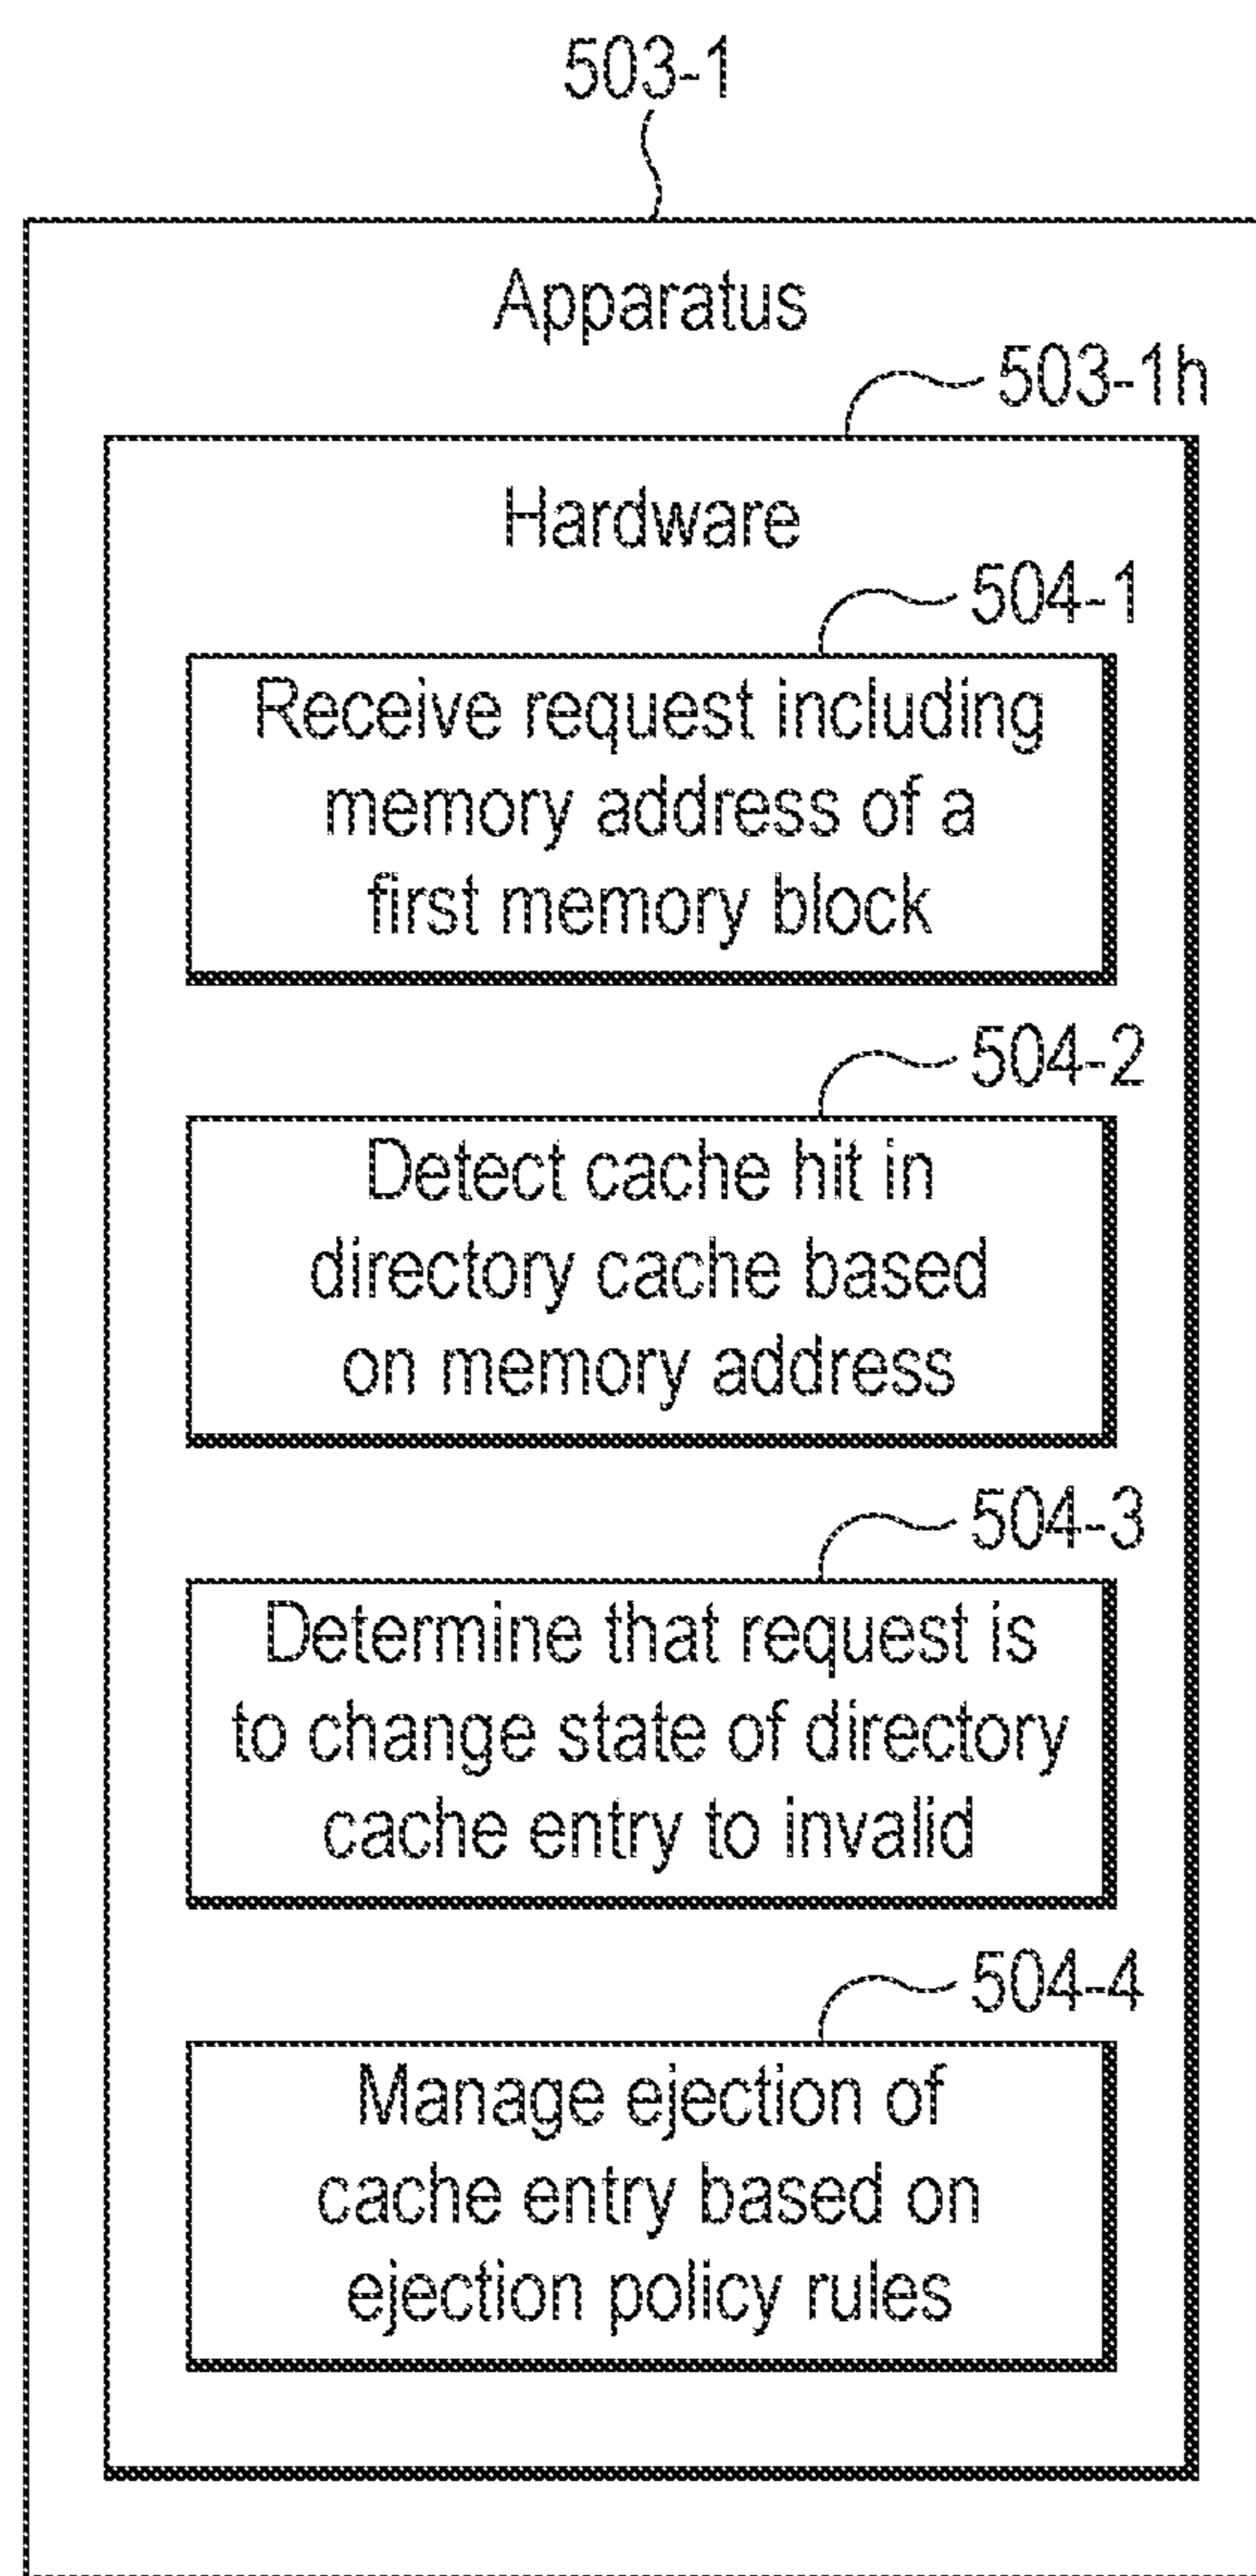 503-1
Apparatus
503-1h
Hardware
504-1
Receive request including
memory address of a
first memory block
504-2
Detect cache hit in
directory cache based
on memory address
504-3
Determine that request is
to change state of directory
cache entry to invalid
504-4
Manage ejection of
cache entry based on
ejection policy rules